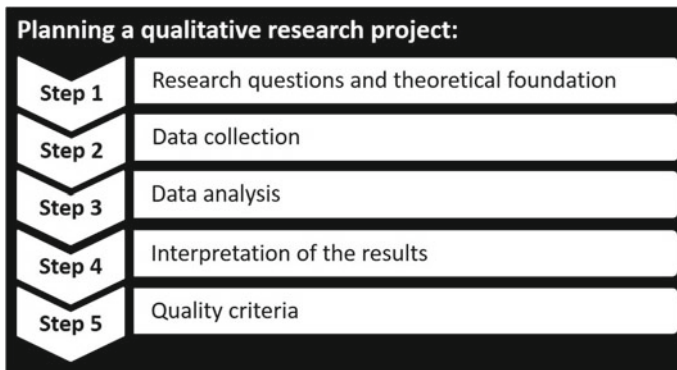 Planning a qualitative research project:
Step 1 Research questions and theoretical foundation
Step 2 Data collection
Step 3 Data analysis
Step 4 Interpretation of the results
Step 5 Quality criteria